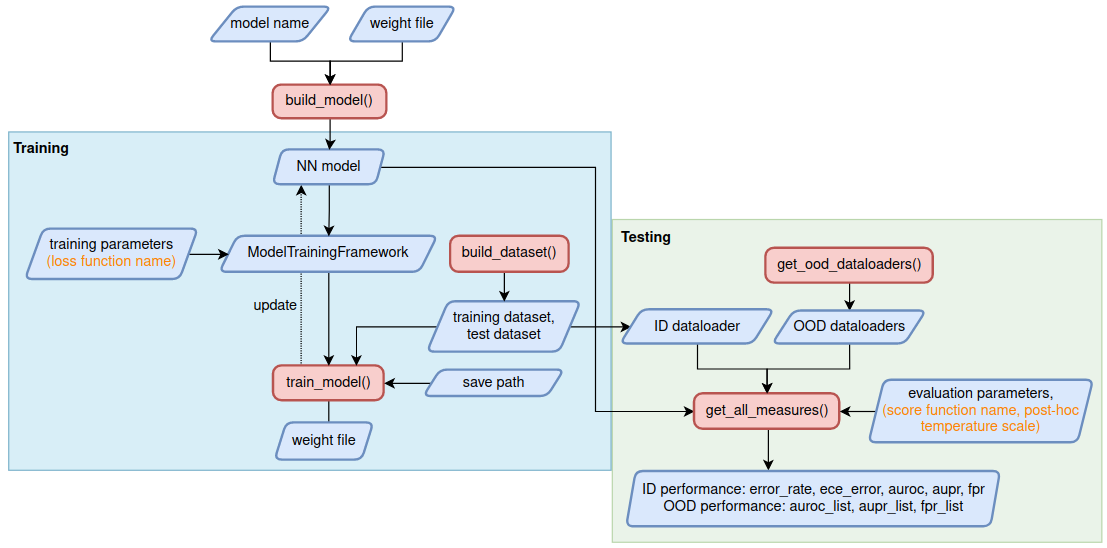 model name
weight file
build_model()
Training
NN model
training parameters
(loss function name)
ModelTrainingFramework
build_dataset()
update
training dataset,
test dataset
train_model()
save path
weight file
Testing
get_ood_dataloaders()
ID dataloader
OOD dataloaders
get_all_measures()
evaluation parameters,
(score function name, post-hoc
temperature scale)
ID performance: error_rate, ece_error, auroc, aupr, fpr
OOD performance: auroc_list, aupr_list, fpr_list